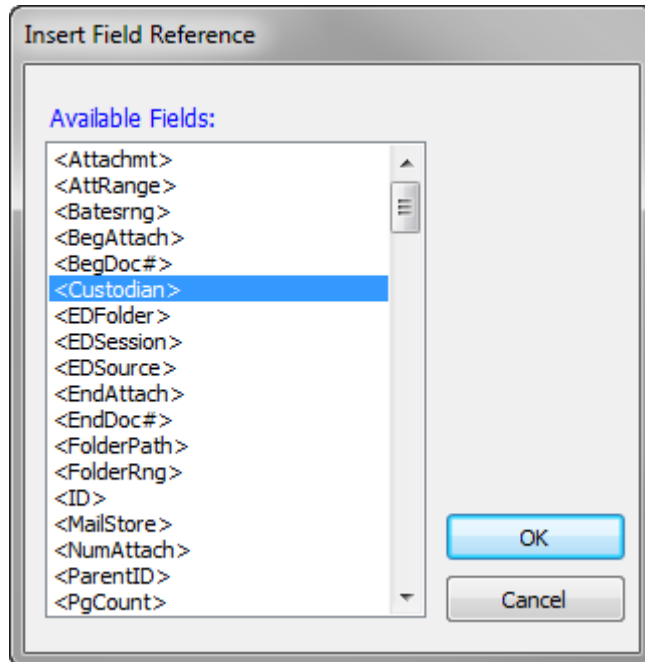 Insert Field Reference
Available Fields:
<Attachmt>
<AttRange>
<Batesrng>
<BegAttach>
<BegDoc#>
<Custodian>
<EDFolder>
<EDSession>
<EDSource>
<EndAttach>
<EndDoc#>
<FolderPath>
<FolderRng>
<ID>
<MailStore>
<NumAttach>
<ParentID>
<PgCount>
OK
Cancel